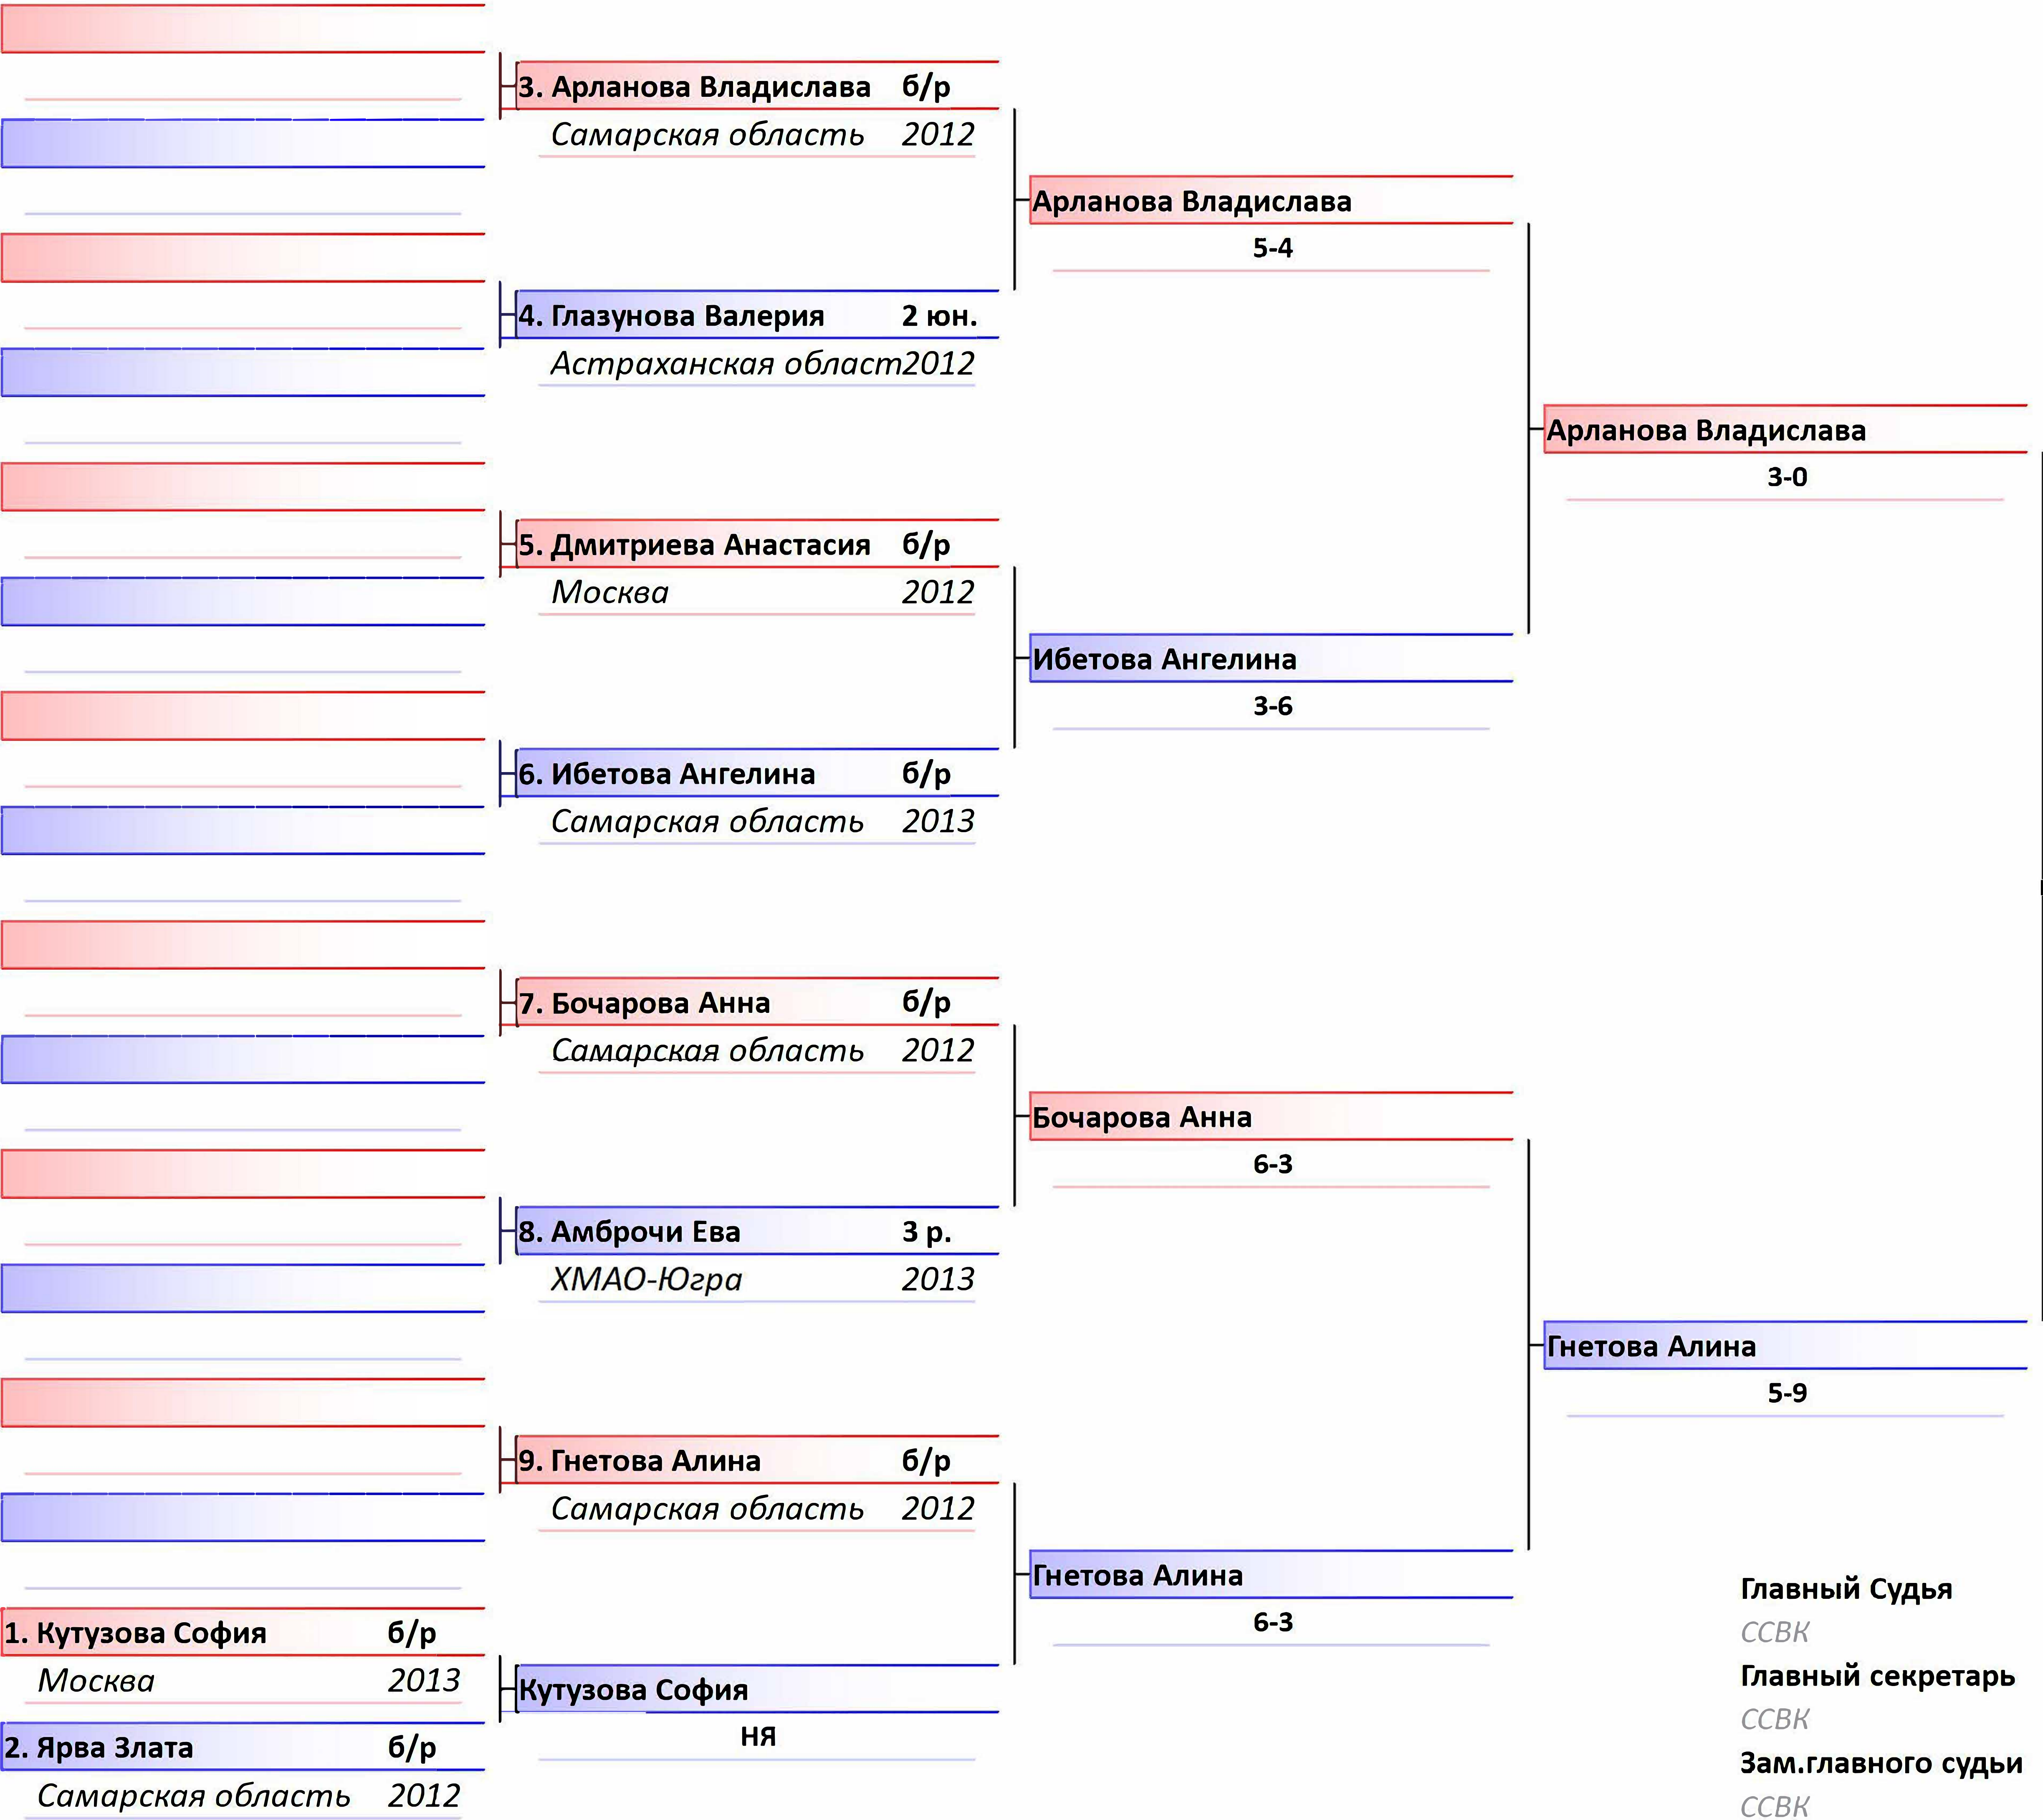 3. Арланова Владислава б/р
Самарская область 2012
Арланова Владислава
5-4
4. Глазунова Валерия 2 юн.
Астраханская област2012
Арланова Владислава
3-0
5. Дмитриева Анастасия б/р
Москва 2012
Ибетова Ангелина
3-6
6. Ибетова Ангелина б/р
Самарская область 2013
7. Бочарова Анна б/р
Самарская область 2012
Бочарова Анна
6-3
8. Амброчи Ева 3 р.
ХМАО-Югра 2013
Гнетова Алина
5-9
9. Гнетова Алина б/р
Самарская область 2012
Гнетова Алина
6-3
1. Кутузова София б/р
Москва 2013
Кутузова София
НЯ
2. Ярва Злата б/р
Самарская область 2012
Главный Судья
ССВК
Главный секретарь
ССВК
Зам.главного судьи
ССВК